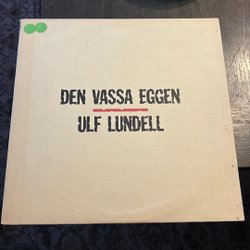 DEN VASSA EGGEN
ULF LUNDELL